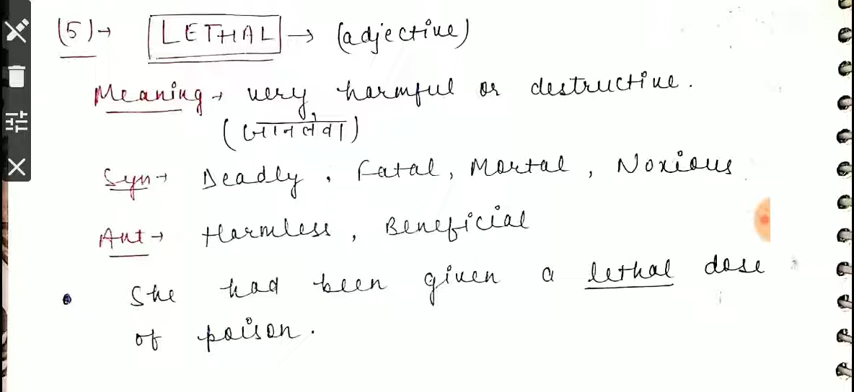 (5)→ LETHAL → (adjective)
Meaning → very harmful or destructive.
(जानलेवा)
Syn → Deadly, Fatal, Mortal, Noxious
Ant → Harmless, Beneficial
• She had been given a lethal dose
of poison.